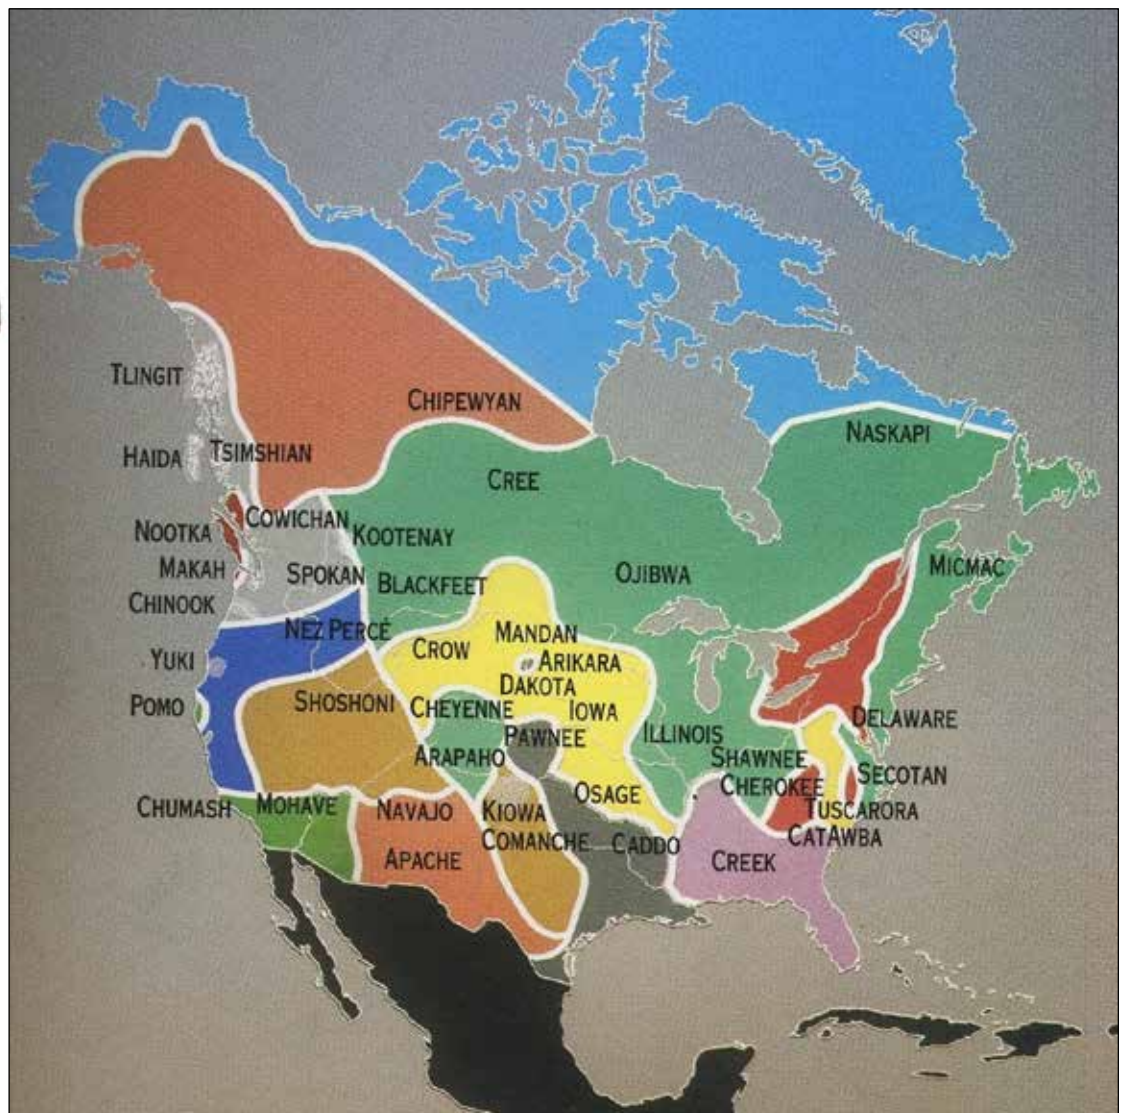 TLINGIT
CHIPEWYAN
NASKAPI
HAIDA
TSIMSHIAN
CREE
COWICHAN
NOOTKA
KOOTENAY
MICMAC
MAKAH
SPOKAN
BLACKFEET
OJIBWA
CHINOOK
NEZ PERCÉ
MANDAN
CROW
YUKI
ARIKARA
DAKOTA
SHOSHONI
POMO
CHEYENNE
IOWA
DELAWARE
PAWNEE
ILLINOIS
ARAPAHO
SHAWNEE
SECOTAN
CHEROKEE
OSAGE
CHUMASH
MOHAVE
NAVAJO
KIOWA
TUSCARORA
COMANCHE
CADDO
CATAWBA
APACHE
CREEK